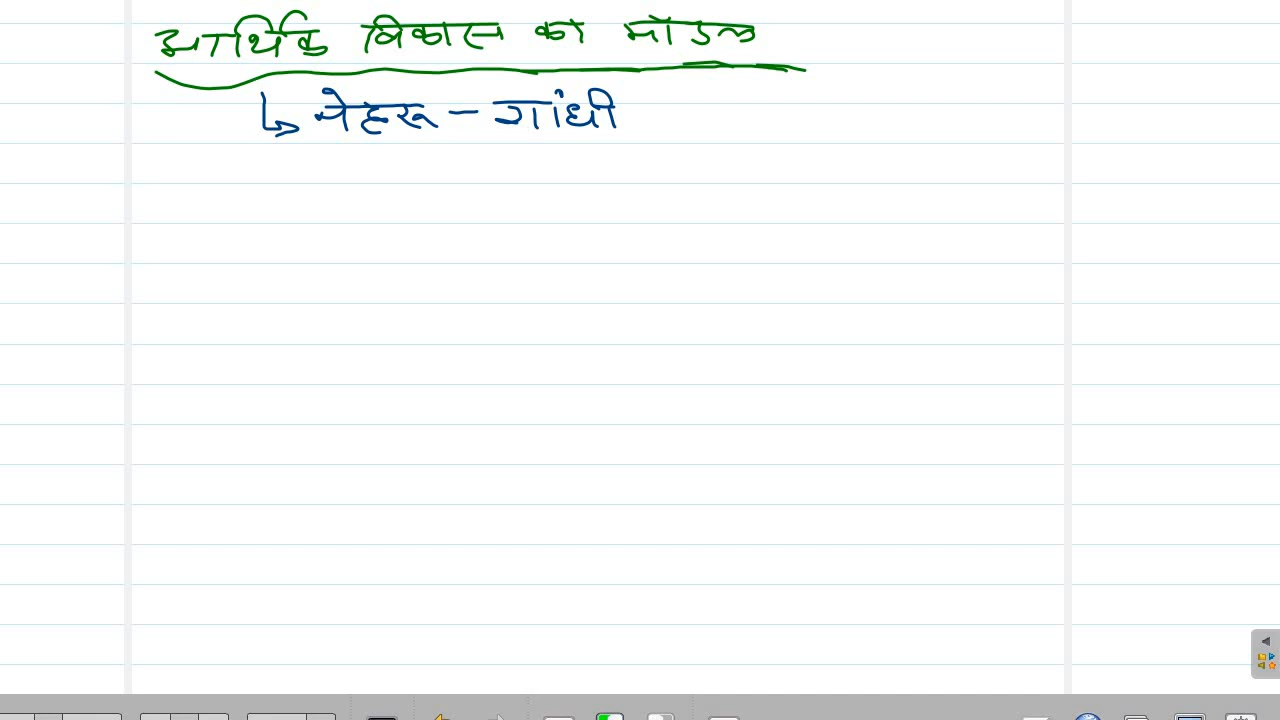 आर्थिक विकास का मॉडल
↳ नेहरू - गांधी